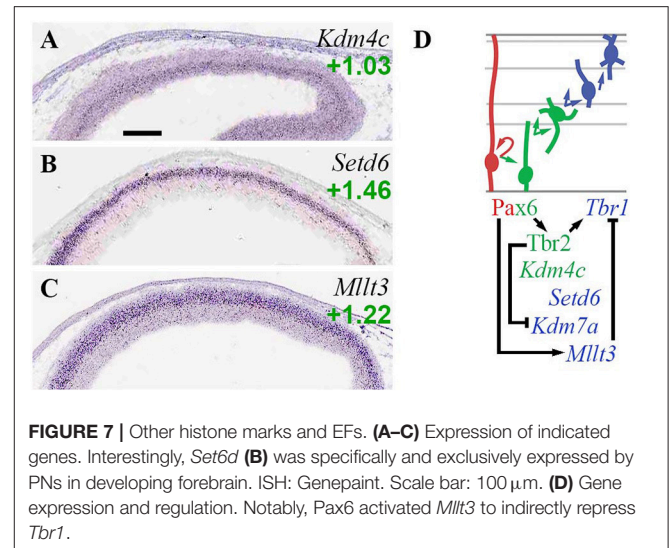 A
Kdm4c
+1.03
B
Setd6
+1.46
C
Mllt3
+1.22
D
Pax6
Tbr1
Tbr2
Kdm4c
Setd6
Kdm7a
Mllt3
FIGURE 7 | Other histone marks and EFs. (A–C) Expression of indicated
genes. Interestingly, Set6d (B) was specifically and exclusively expressed by
PNs in developing forebrain. ISH: Genepaint. Scale bar: 100 μm. (D) Gene
expression and regulation. Notably, Pax6 activated Mllt3 to indirectly repress
Tbr1.